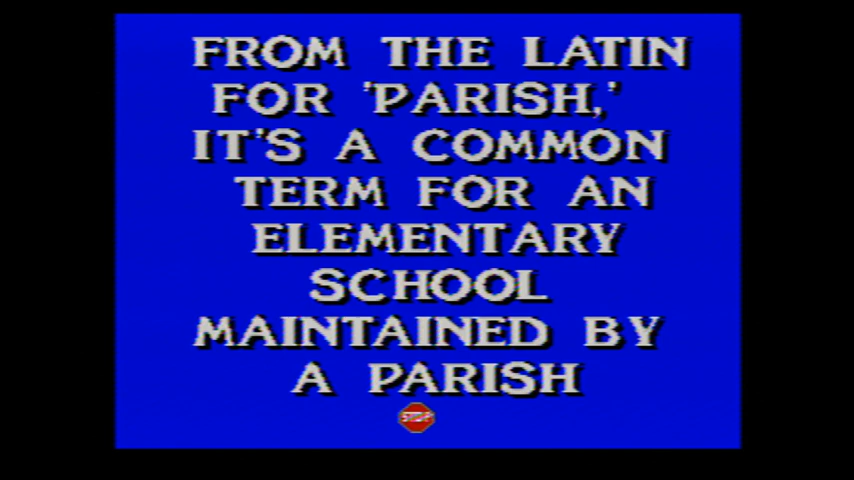 FROM THE LATIN
FOR 'PARISH,'
IT'S A COMMON
TERM FOR AN
ELEMENTARY
SCHOOL
MAINTAINED BY
A PARISH
STOP